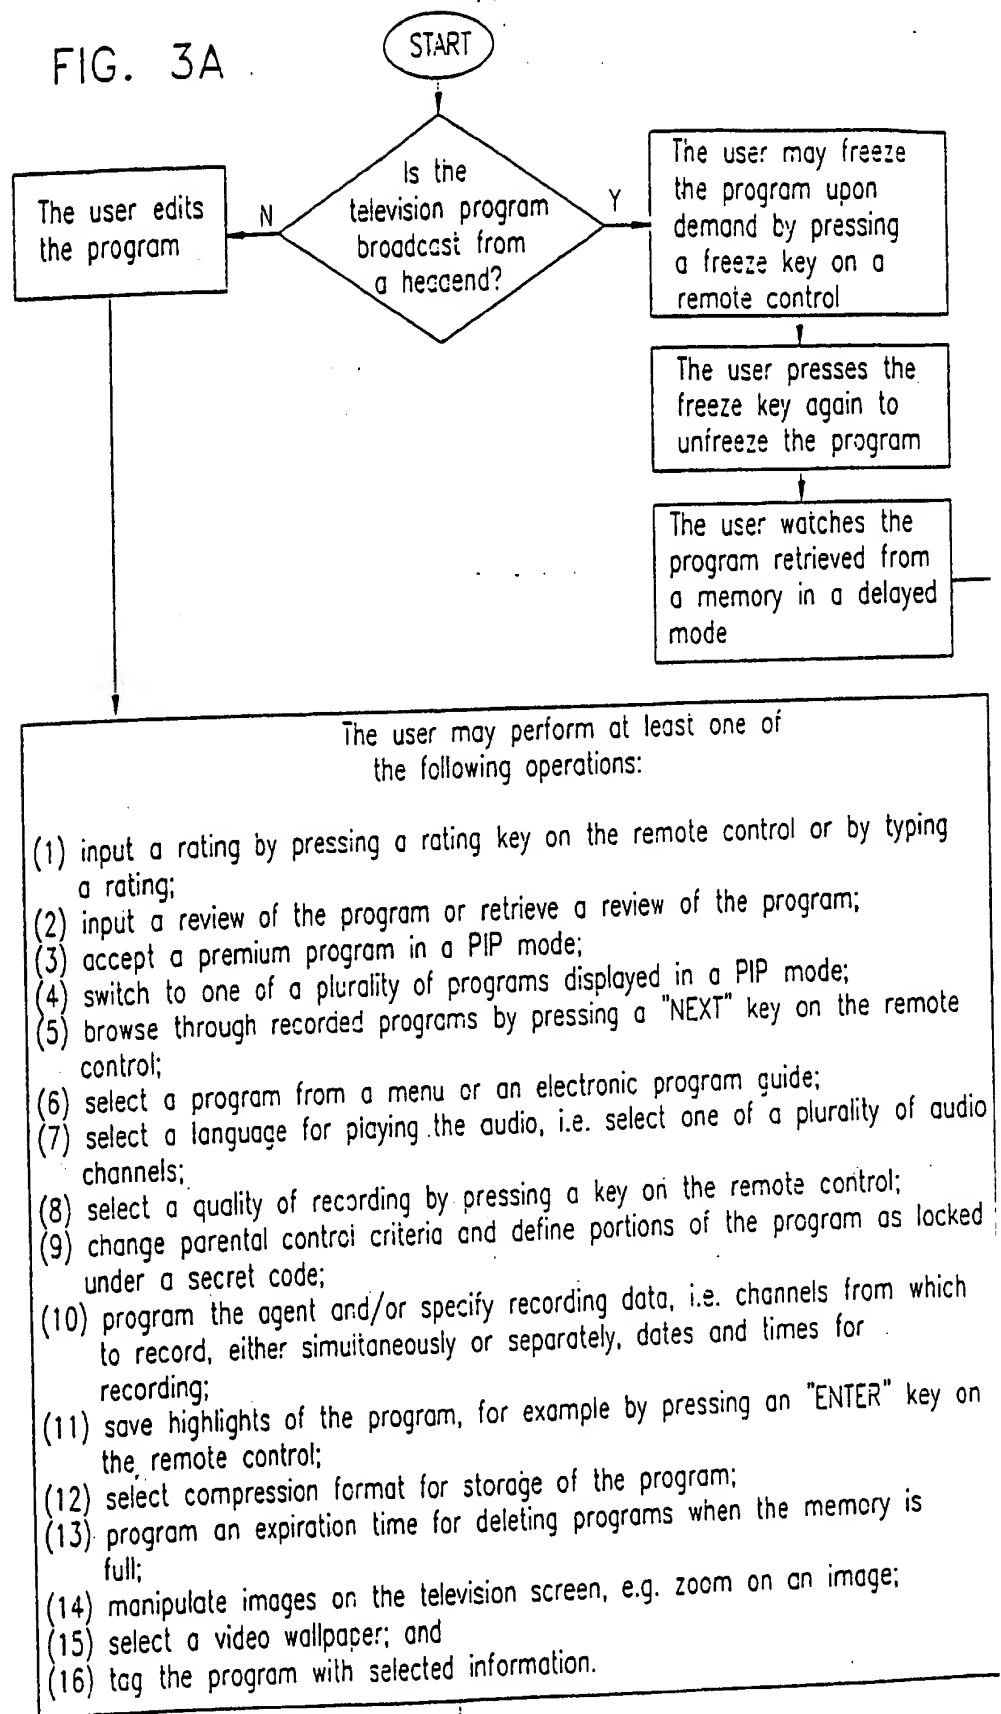 FIG. 3A
START
Is the
television program
broadcast from
a headend?
N
Y
The user edits
the program
The user may freeze
the program upon
demand by pressing
a freeze key on a
remote control
The user presses the
freeze key again to
unfreeze the program
The user watches the
program retrieved from
a memory in a delayed
mode
The user may perform at least one of
the following operations:
(1) input a rating by pressing a rating key on the remote control or by typing
a rating;
(2) input a review of the program or retrieve a review of the program;
(3) accept a premium program in a PIP mode;
(4) switch to one of a plurality of programs displayed in a PIP mode;
(5) browse through recorded programs by pressing a "NEXT" key on the remote
control;
(6) select a program from a menu or an electronic program guide;
(7) select a language for playing the audio, i.e. select one of a plurality of audio
channels;
(8) select a quality of recording by pressing a key on the remote control;
(9) change parental control criteria and define portions of the program as locked
under a secret code;
(10) program the agent and/or specify recording data, i.e. channels from which
to record, either simultaneously or separately, dates and times for
recording;
(11) save highlights of the program, for example by pressing an "ENTER" key on
the remote control;
(12) select compression format for storage of the program;
(13) program an expiration time for deleting programs when the memory is
full;
(14) manipulate images on the television screen, e.g. zoom on an image;
(15) select a video wallpaper; and
(16) tag the program with selected information.